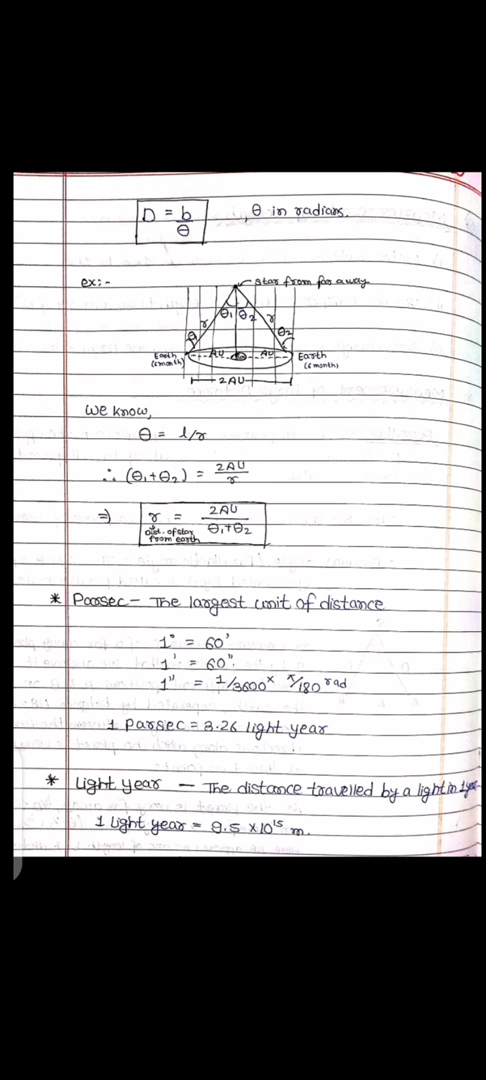 D = b/θ , θ in radians.
ex:-
star from far away
θ₁ θ₂
r r
θ θ₂
Earth (6 month) AU AU Earth (6 month)
2AU
We know,
θ = l/r
∴ (θ₁+θ₂) = 2AU/r
⇒) r = 2AU/θ₁+θ₂
Dist. of star from earth
* Parsec – The largest unit of distance
1° = 60'
1' = 60"
1" = 1/3600 × π/180 rad
1 Parsec = 3.26 light year
* Light year – The distance travelled by a light in 1 year
1 light year = 9.5 × 10¹⁵ m.